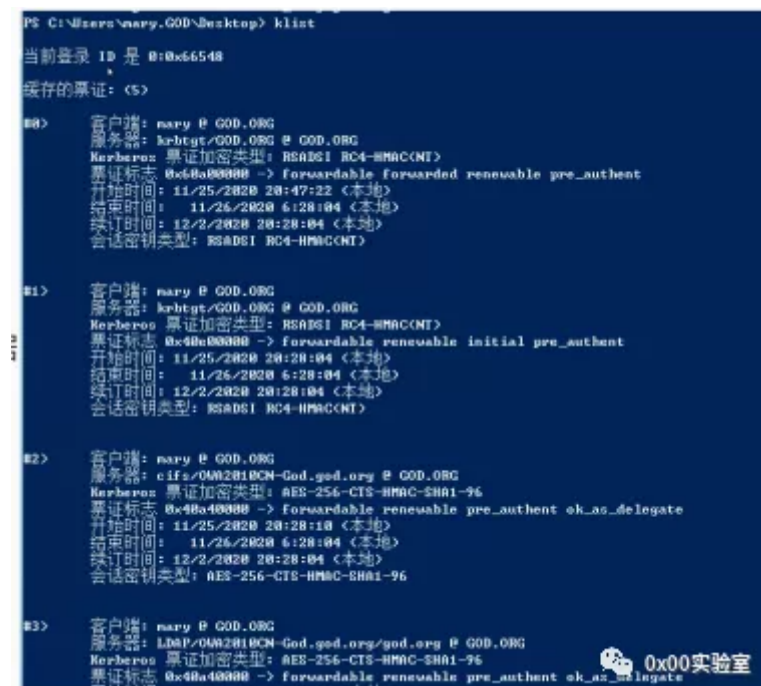 PS C:\Users\mary.GOD\Desktop> klist
当前登录 ID 是 0:0x66548
缓存的票证: (5)
#0> 客户端: mary @ GOD.ORG
服务器: krbtgt/GOD.ORG @ GOD.ORG
Kerberos 票证加密类型: RSADSI RC4-HMAC(NT)
票证标志 0x60a00000 -> forwardable forwarded renewable pre_authent
开始时间: 11/25/2020 20:47:22 (本地)
结束时间: 11/26/2020 6:28:04 (本地)
续订时间: 12/2/2020 20:28:04 (本地)
会话密钥类型: RSADSI RC4-HMAC(NT)
#1> 客户端: mary @ GOD.ORG
服务器: krbtgt/GOD.ORG @ GOD.ORG
Kerberos 票证加密类型: RSADSI RC4-HMAC(NT)
票证标志 0x40e00000 -> forwardable renewable initial pre_authent
开始时间: 11/25/2020 20:28:04 (本地)
结束时间: 11/26/2020 6:28:04 (本地)
续订时间: 12/2/2020 20:28:04 (本地)
会话密钥类型: RSADSI RC4-HMAC(NT)
#2> 客户端: mary @ GOD.ORG
服务器: cifs/OWA2010CN-God.god.org @ GOD.ORG
Kerberos 票证加密类型: AES-256-CTS-HMAC-SHA1-96
票证标志 0x40a40000 -> forwardable renewable pre_authent ok_as_delegate
开始时间: 11/25/2020 20:28:10 (本地)
结束时间: 11/26/2020 6:28:04 (本地)
续订时间: 12/2/2020 20:28:04 (本地)
会话密钥类型: AES-256-CTS-HMAC-SHA1-96
#3> 客户端: mary @ GOD.ORG
服务器: LDAP/OWA2010CN-God.god.org/god.org @ GOD.ORG
Kerberos 票证加密类型: AES-256-CTS-HMAC-SHA1-96
票证标志 0x40a40000 -> forwardable renewable pre_authent ok_as_delegate
0x00实验室